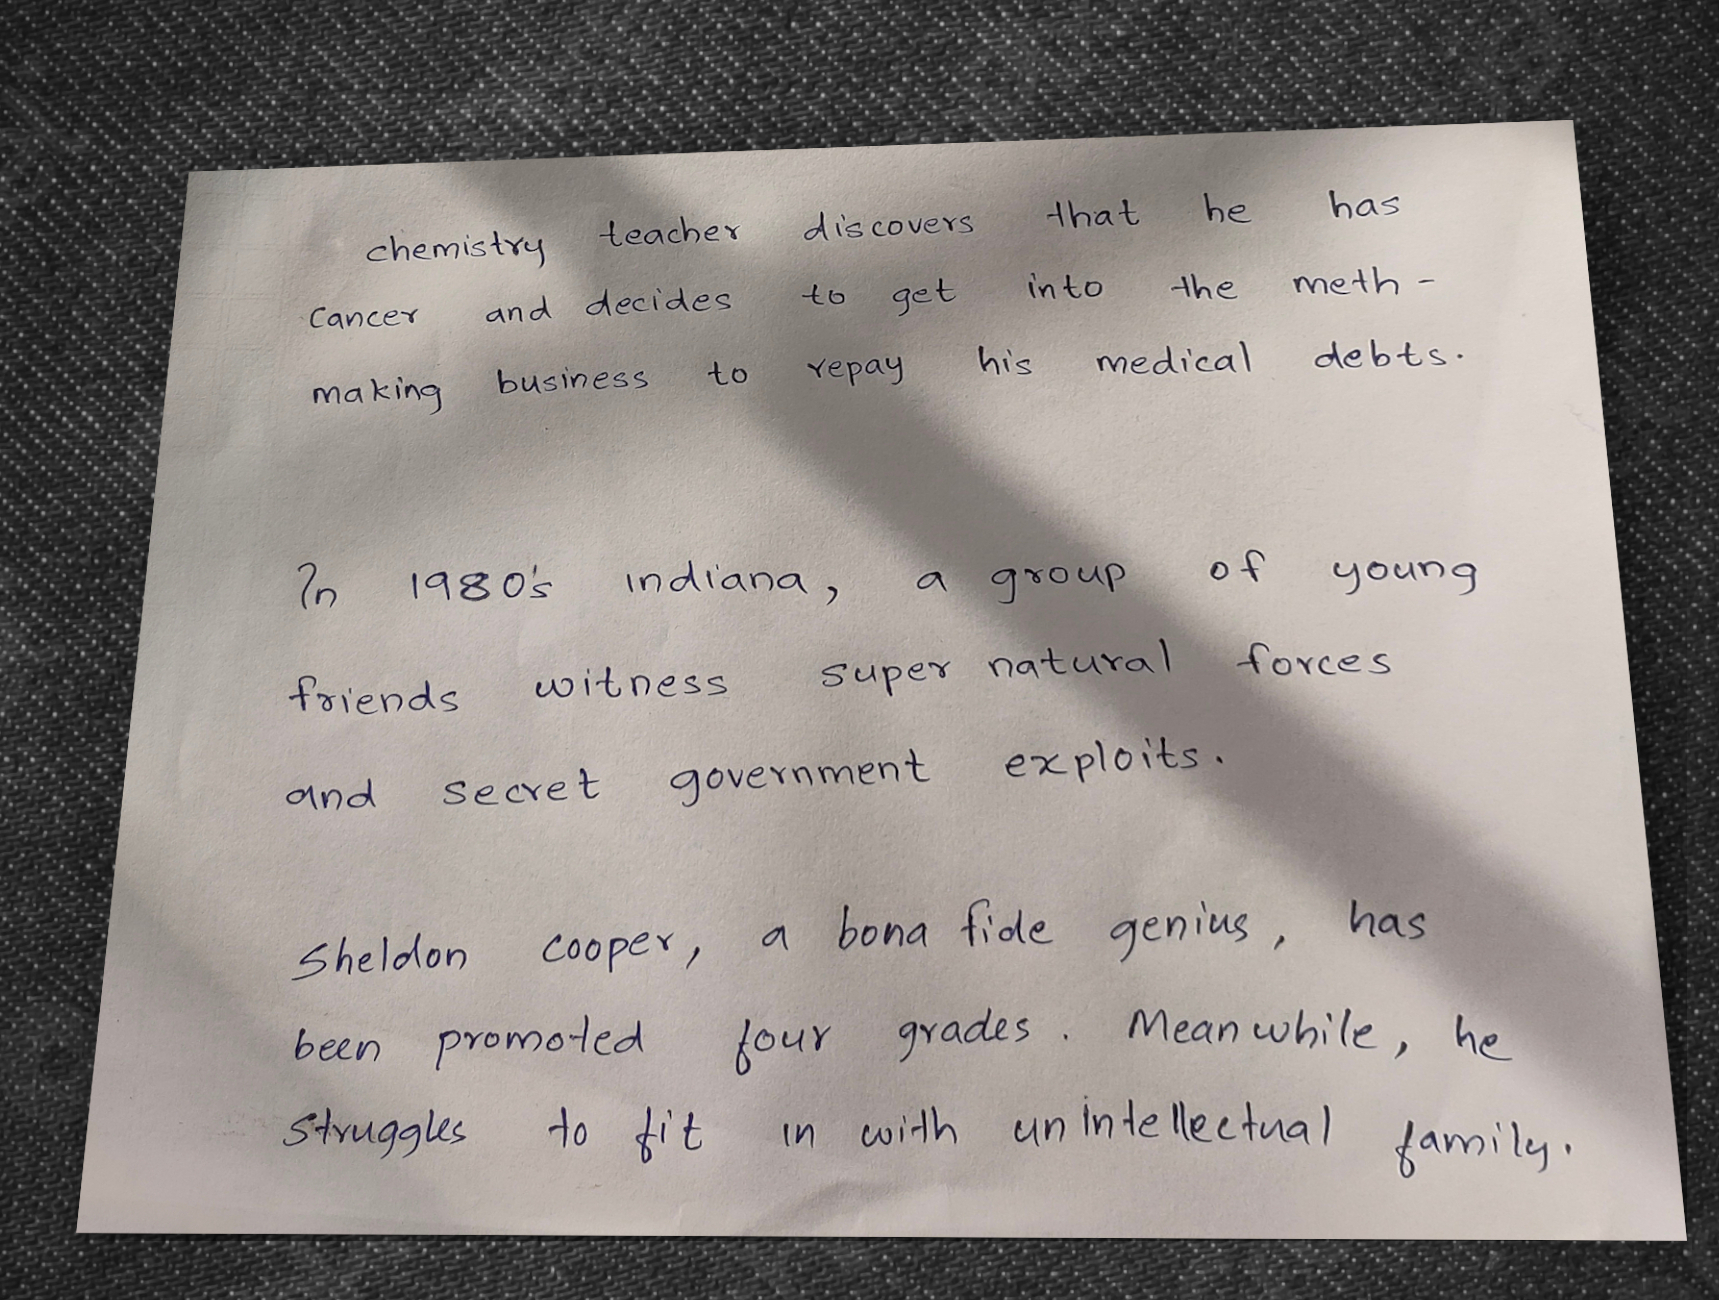 chemistry teacher discovers that he has
cancer and decides to get into the meth-
making business to repay his medical debts.
In 1980's indiana, a group of young
friends witness super natural forces
and secret government exploits.
Sheldon cooper, a bona fide genius, has
been promoted four grades. Meanwhile, he
struggles to fit in with unintellectual family.